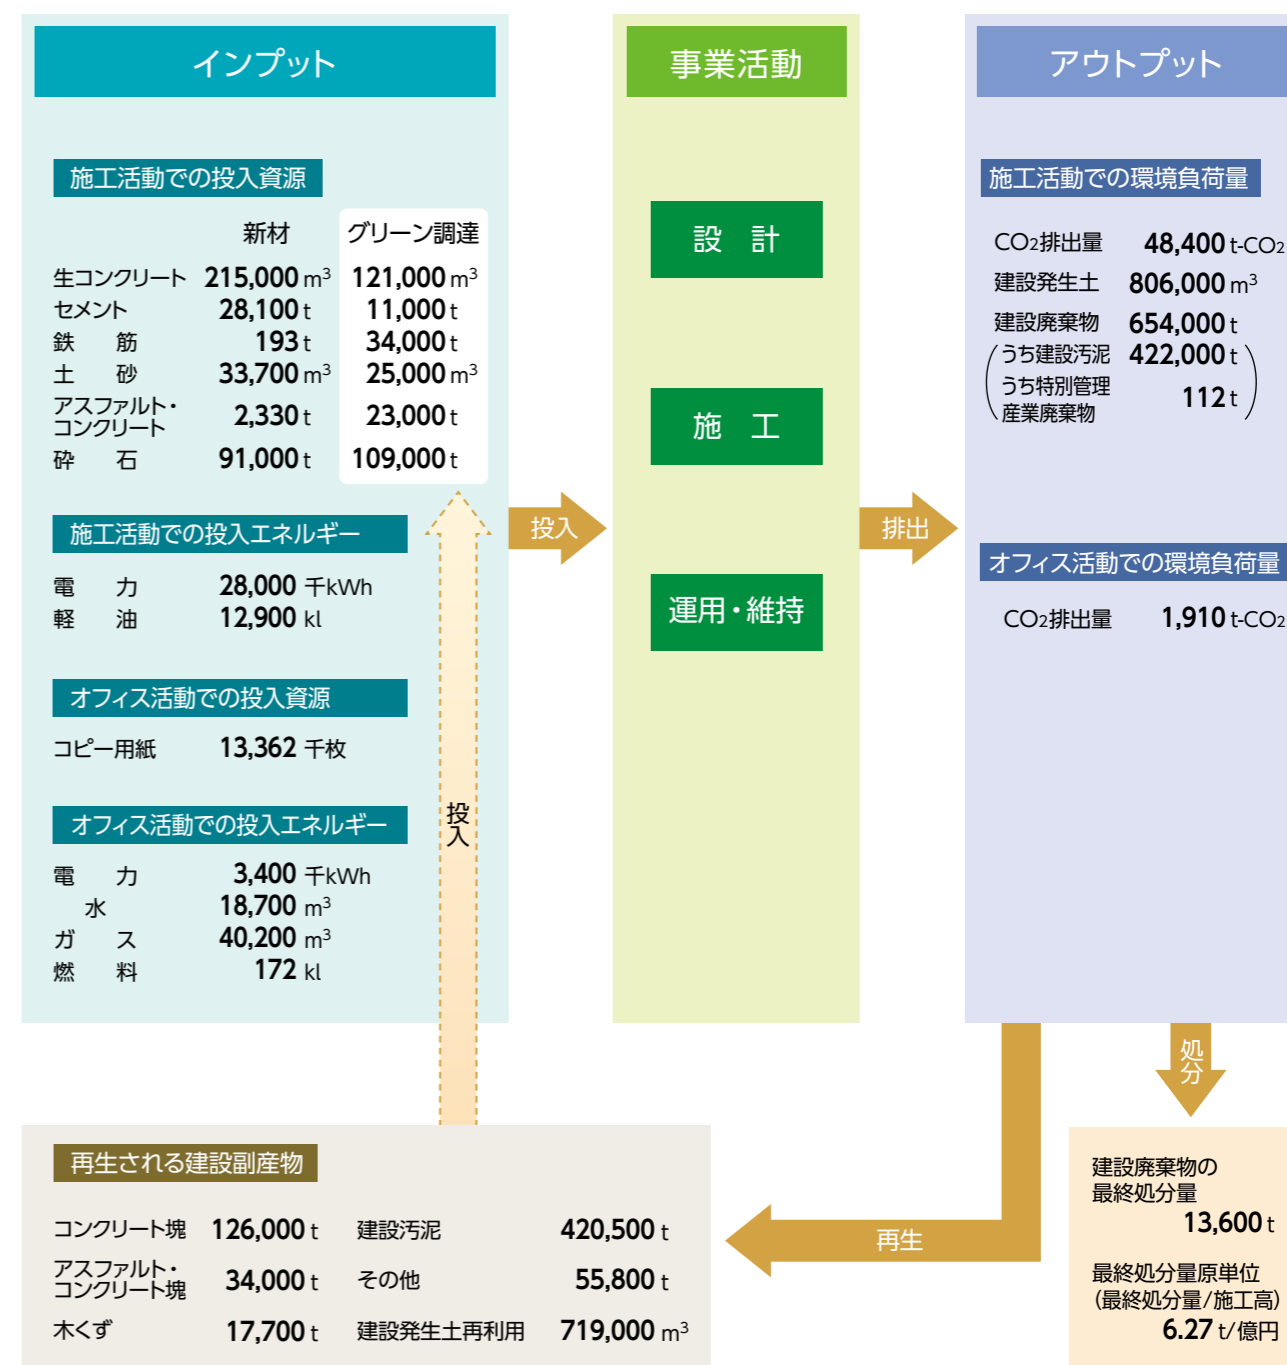 インプット
施工活動での投入資源
新材 グリーン調達
生コンクリート 215,000 m³ 121,000 m³
セメント 28,100 t 11,000 t
鉄 筋 193 t 34,000 t
土 砂 33,700 m³ 25,000 m³
アスファルト・
コンクリート 2,330 t 23,000 t
砕 石 91,000 t 109,000 t
施工活動での投入エネルギー
電 力 28,000 千kWh
軽 油 12,900 kl
オフィス活動での投入資源
コピー用紙 13,362 千枚
オフィス活動での投入エネルギー
電 力 3,400 千kWh
水 18,700 m³
ガ ス 40,200 m³
燃 料 172 kl
投入
投入
事業活動
設 計
施 工
運用・維持
排出
アウトプット
施工活動での環境負荷量
CO₂排出量 48,400 t-CO₂
建設発生土 806,000 m³
建設廃棄物 654,000 t
(うち建設汚泥 422,000 t
うち特別管理
産業廃棄物 112 t)
オフィス活動での環境負荷量
CO₂排出量 1,910 t-CO₂
処分
再生
再生される建設副産物
コンクリート塊 126,000 t 建設汚泥 420,500 t
アスファルト・
コンクリート塊 34,000 t その他 55,800 t
木くず 17,700 t 建設発生土再利用 719,000 m³
建設廃棄物の
最終処分量
13,600 t
最終処分量原単位
(最終処分量/施工高)
6.27 t/億円